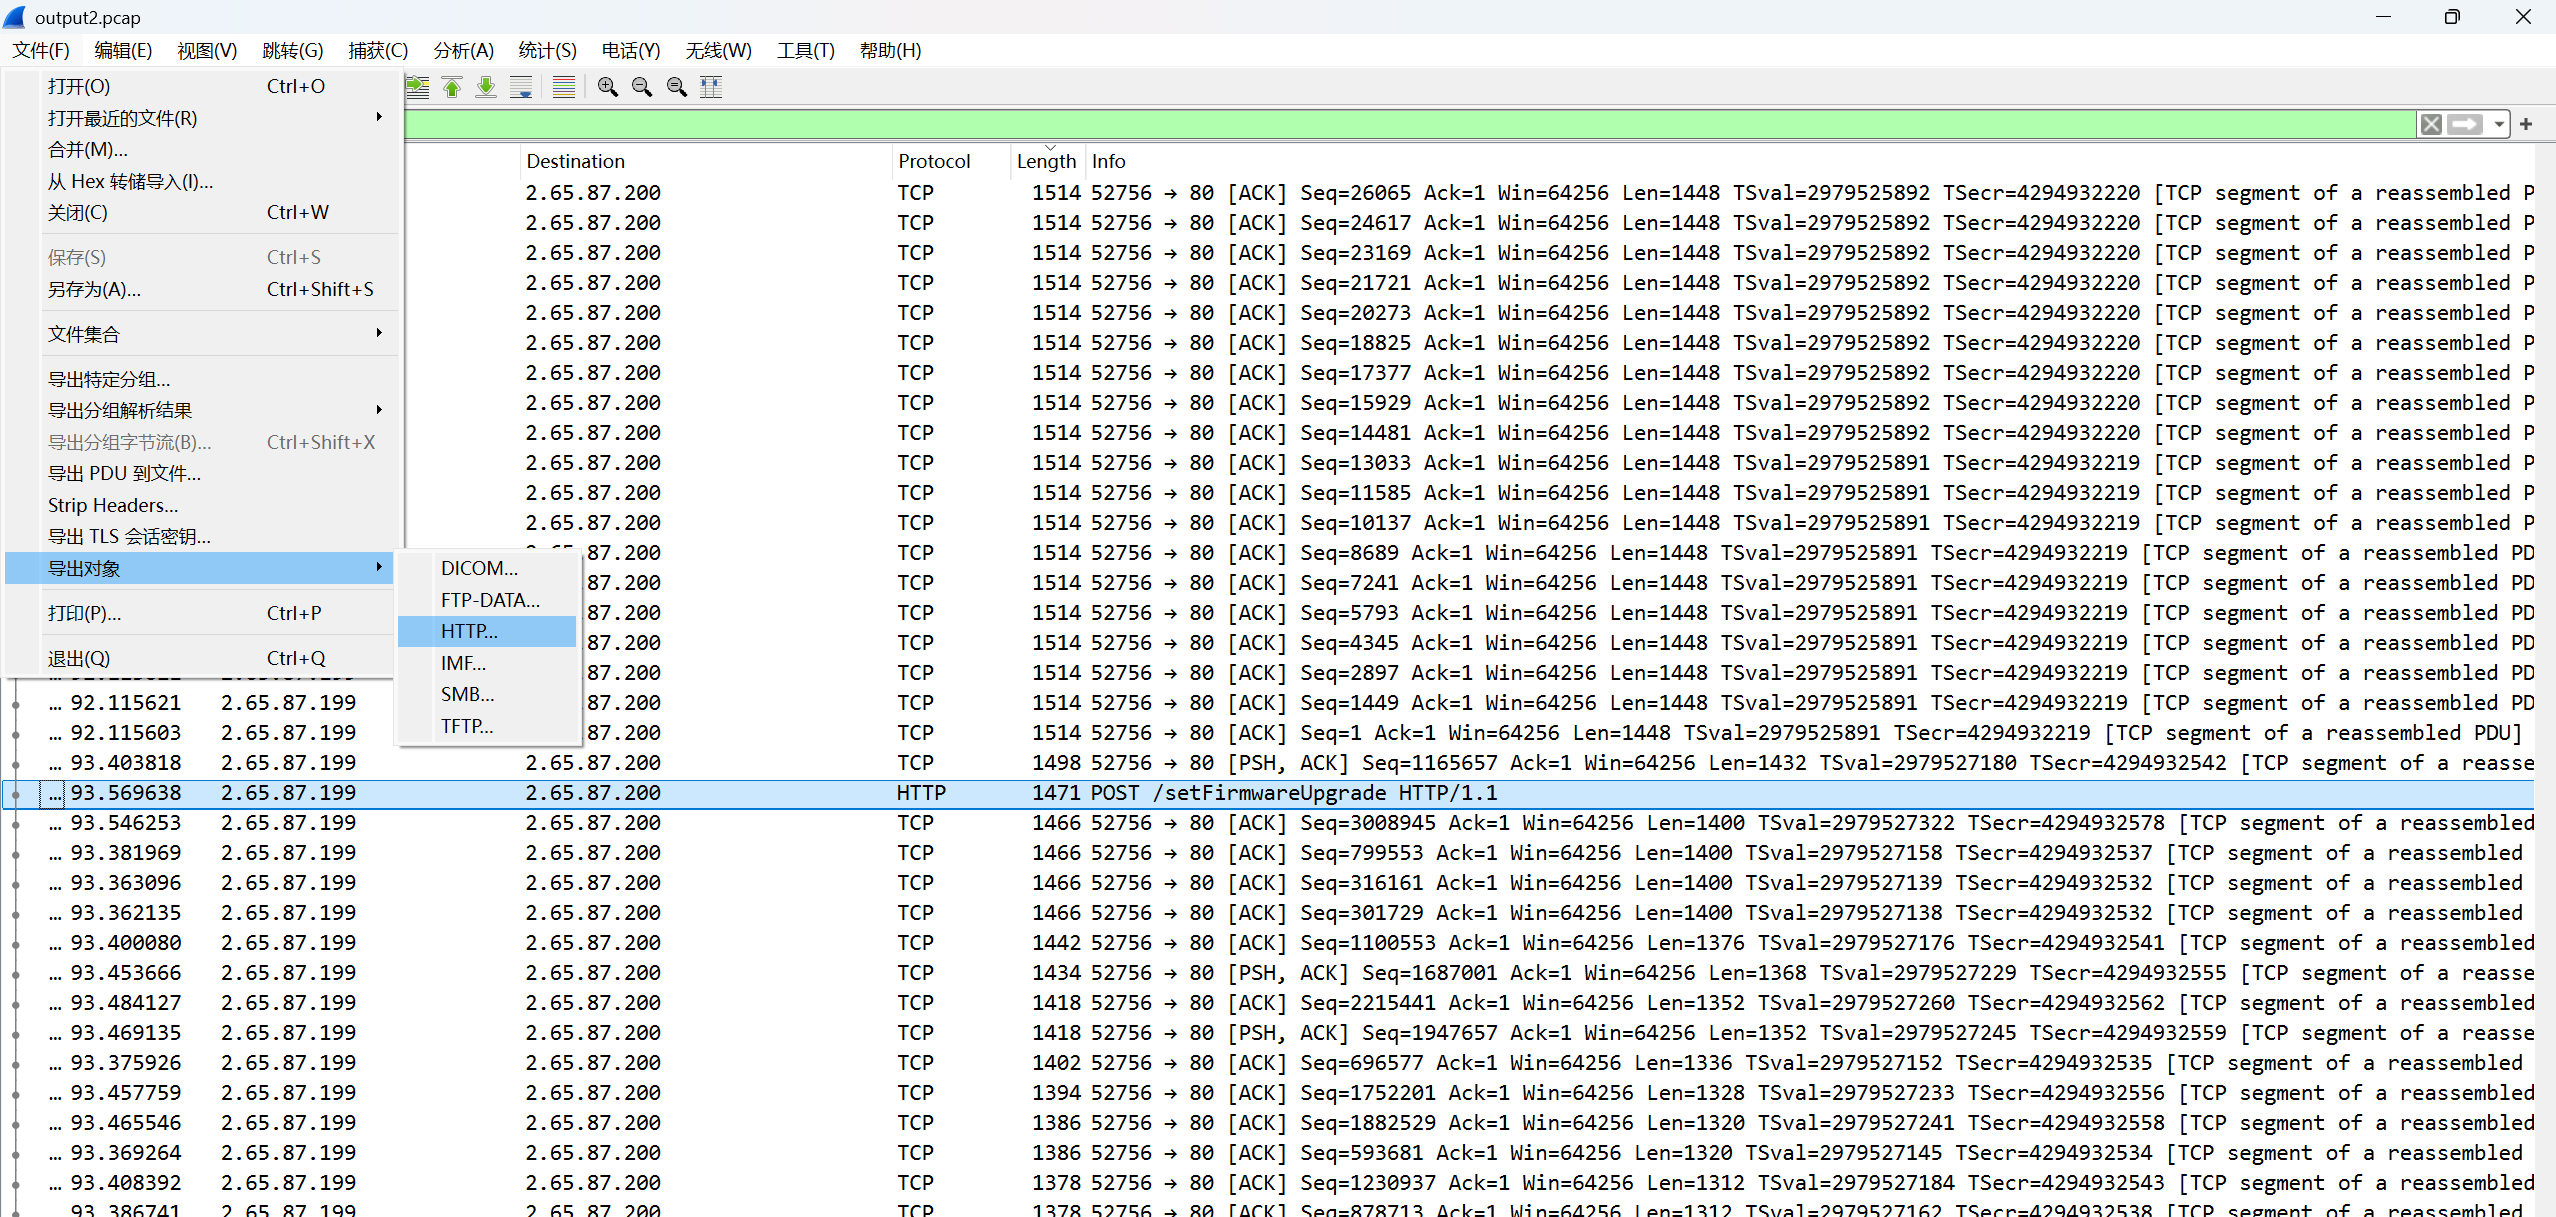 output2.pcap
文件(F) 编辑(E) 视图(V) 跳转(G) 捕获(C) 分析(A) 统计(S) 电话(Y) 无线(W) 工具(T) 帮助(H)
打开(O) Ctrl+O
打开最近的文件(R)
合并(M)...
从 Hex 转储导入(I)...
关闭(C) Ctrl+W
保存(S) Ctrl+S
另存为(A)... Ctrl+Shift+S
文件集合
导出特定分组...
导出分组解析结果
导出分组字节流(B)... Ctrl+Shift+X
导出 PDU 到文件...
Strip Headers...
导出 TLS 会话密钥...
导出对象
打印(P)... Ctrl+P
退出(Q) Ctrl+Q
DICOM...
FTP-DATA...
HTTP...
IMF...
SMB...
TFTP...
Destination Protocol Length Info
2.65.87.200 TCP 1514 52756 → 80 [ACK] Seq=26065 Ack=1 Win=64256 Len=1448 TSval=2979525892 TSecr=4294932220 [TCP segment of a reassembled P
2.65.87.200 TCP 1514 52756 → 80 [ACK] Seq=24617 Ack=1 Win=64256 Len=1448 TSval=2979525892 TSecr=4294932220 [TCP segment of a reassembled P
2.65.87.200 TCP 1514 52756 → 80 [ACK] Seq=23169 Ack=1 Win=64256 Len=1448 TSval=2979525892 TSecr=4294932220 [TCP segment of a reassembled P
2.65.87.200 TCP 1514 52756 → 80 [ACK] Seq=21721 Ack=1 Win=64256 Len=1448 TSval=2979525892 TSecr=4294932220 [TCP segment of a reassembled P
2.65.87.200 TCP 1514 52756 → 80 [ACK] Seq=20273 Ack=1 Win=64256 Len=1448 TSval=2979525892 TSecr=4294932220 [TCP segment of a reassembled P
2.65.87.200 TCP 1514 52756 → 80 [ACK] Seq=18825 Ack=1 Win=64256 Len=1448 TSval=2979525892 TSecr=4294932220 [TCP segment of a reassembled P
2.65.87.200 TCP 1514 52756 → 80 [ACK] Seq=17377 Ack=1 Win=64256 Len=1448 TSval=2979525892 TSecr=4294932220 [TCP segment of a reassembled P
2.65.87.200 TCP 1514 52756 → 80 [ACK] Seq=15929 Ack=1 Win=64256 Len=1448 TSval=2979525892 TSecr=4294932220 [TCP segment of a reassembled P
2.65.87.200 TCP 1514 52756 → 80 [ACK] Seq=14481 Ack=1 Win=64256 Len=1448 TSval=2979525892 TSecr=4294932220 [TCP segment of a reassembled P
2.65.87.200 TCP 1514 52756 → 80 [ACK] Seq=13033 Ack=1 Win=64256 Len=1448 TSval=2979525891 TSecr=4294932219 [TCP segment of a reassembled P
2.65.87.200 TCP 1514 52756 → 80 [ACK] Seq=11585 Ack=1 Win=64256 Len=1448 TSval=2979525891 TSecr=4294932219 [TCP segment of a reassembled P
2.65.87.200 TCP 1514 52756 → 80 [ACK] Seq=10137 Ack=1 Win=64256 Len=1448 TSval=2979525891 TSecr=4294932219 [TCP segment of a reassembled P
87.200 TCP 1514 52756 → 80 [ACK] Seq=8689 Ack=1 Win=64256 Len=1448 TSval=2979525891 TSecr=4294932219 [TCP segment of a reassembled PD
87.200 TCP 1514 52756 → 80 [ACK] Seq=7241 Ack=1 Win=64256 Len=1448 TSval=2979525891 TSecr=4294932219 [TCP segment of a reassembled PD
87.200 TCP 1514 52756 → 80 [ACK] Seq=5793 Ack=1 Win=64256 Len=1448 TSval=2979525891 TSecr=4294932219 [TCP segment of a reassembled PD
87.200 TCP 1514 52756 → 80 [ACK] Seq=4345 Ack=1 Win=64256 Len=1448 TSval=2979525891 TSecr=4294932219 [TCP segment of a reassembled PD
87.200 TCP 1514 52756 → 80 [ACK] Seq=2897 Ack=1 Win=64256 Len=1448 TSval=2979525891 TSecr=4294932219 [TCP segment of a reassembled PD
... 92.115621 2.65.87.199 87.200 TCP 1514 52756 → 80 [ACK] Seq=1449 Ack=1 Win=64256 Len=1448 TSval=2979525891 TSecr=4294932219 [TCP segment of a reassembled PD
... 92.115603 2.65.87.199 87.200 TCP 1514 52756 → 80 [ACK] Seq=1 Ack=1 Win=64256 Len=1448 TSval=2979525891 TSecr=4294932219 [TCP segment of a reassembled PDU]
... 93.403818 2.65.87.199 2.65.87.200 TCP 1498 52756 → 80 [PSH, ACK] Seq=1165657 Ack=1 Win=64256 Len=1432 TSval=2979527180 TSecr=4294932542 [TCP segment of a reasse
... 93.569638 2.65.87.199 2.65.87.200 HTTP 1471 POST /setFirmwareUpgrade HTTP/1.1
... 93.546253 2.65.87.199 2.65.87.200 TCP 1466 52756 → 80 [ACK] Seq=3008945 Ack=1 Win=64256 Len=1400 TSval=2979527322 TSecr=4294932578 [TCP segment of a reassembled
... 93.381969 2.65.87.199 2.65.87.200 TCP 1466 52756 → 80 [ACK] Seq=799553 Ack=1 Win=64256 Len=1400 TSval=2979527158 TSecr=4294932537 [TCP segment of a reassembled
... 93.363096 2.65.87.199 2.65.87.200 TCP 1466 52756 → 80 [ACK] Seq=316161 Ack=1 Win=64256 Len=1400 TSval=2979527139 TSecr=4294932532 [TCP segment of a reassembled
... 93.362135 2.65.87.199 2.65.87.200 TCP 1466 52756 → 80 [ACK] Seq=301729 Ack=1 Win=64256 Len=1400 TSval=2979527138 TSecr=4294932532 [TCP segment of a reassembled
... 93.400080 2.65.87.199 2.65.87.200 TCP 1442 52756 → 80 [ACK] Seq=1100553 Ack=1 Win=64256 Len=1376 TSval=2979527176 TSecr=4294932541 [TCP segment of a reassembled
... 93.453666 2.65.87.199 2.65.87.200 TCP 1434 52756 → 80 [PSH, ACK] Seq=1687001 Ack=1 Win=64256 Len=1368 TSval=2979527229 TSecr=4294932555 [TCP segment of a reasse
... 93.484127 2.65.87.199 2.65.87.200 TCP 1418 52756 → 80 [ACK] Seq=2215441 Ack=1 Win=64256 Len=1352 TSval=2979527260 TSecr=4294932562 [TCP segment of a reassembled
... 93.469135 2.65.87.199 2.65.87.200 TCP 1418 52756 → 80 [PSH, ACK] Seq=1947657 Ack=1 Win=64256 Len=1352 TSval=2979527245 TSecr=4294932559 [TCP segment of a reasse
... 93.375926 2.65.87.199 2.65.87.200 TCP 1402 52756 → 80 [ACK] Seq=696577 Ack=1 Win=64256 Len=1336 TSval=2979527152 TSecr=4294932535 [TCP segment of a reassembled
... 93.457759 2.65.87.199 2.65.87.200 TCP 1394 52756 → 80 [ACK] Seq=1752201 Ack=1 Win=64256 Len=1328 TSval=2979527233 TSecr=4294932556 [TCP segment of a reassembled
... 93.465546 2.65.87.199 2.65.87.200 TCP 1386 52756 → 80 [ACK] Seq=1882529 Ack=1 Win=64256 Len=1320 TSval=2979527241 TSecr=4294932558 [TCP segment of a reassembled
... 93.369264 2.65.87.199 2.65.87.200 TCP 1386 52756 → 80 [ACK] Seq=593681 Ack=1 Win=64256 Len=1320 TSval=2979527145 TSecr=4294932534 [TCP segment of a reassembled
... 93.408392 2.65.87.199 2.65.87.200 TCP 1378 52756 → 80 [ACK] Seq=1230937 Ack=1 Win=64256 Len=1312 TSval=2979527184 TSecr=4294932543 [TCP segment of a reassembled
93.386741 2.65.87.199 2.65.87.200 TCP 1378 52756 → 80 [ACK] Seq=878713 Ack=1 Win=64256 Len=1312 TSval=2979527162 TSecr=4294932538 [TCP segment of a reassembled